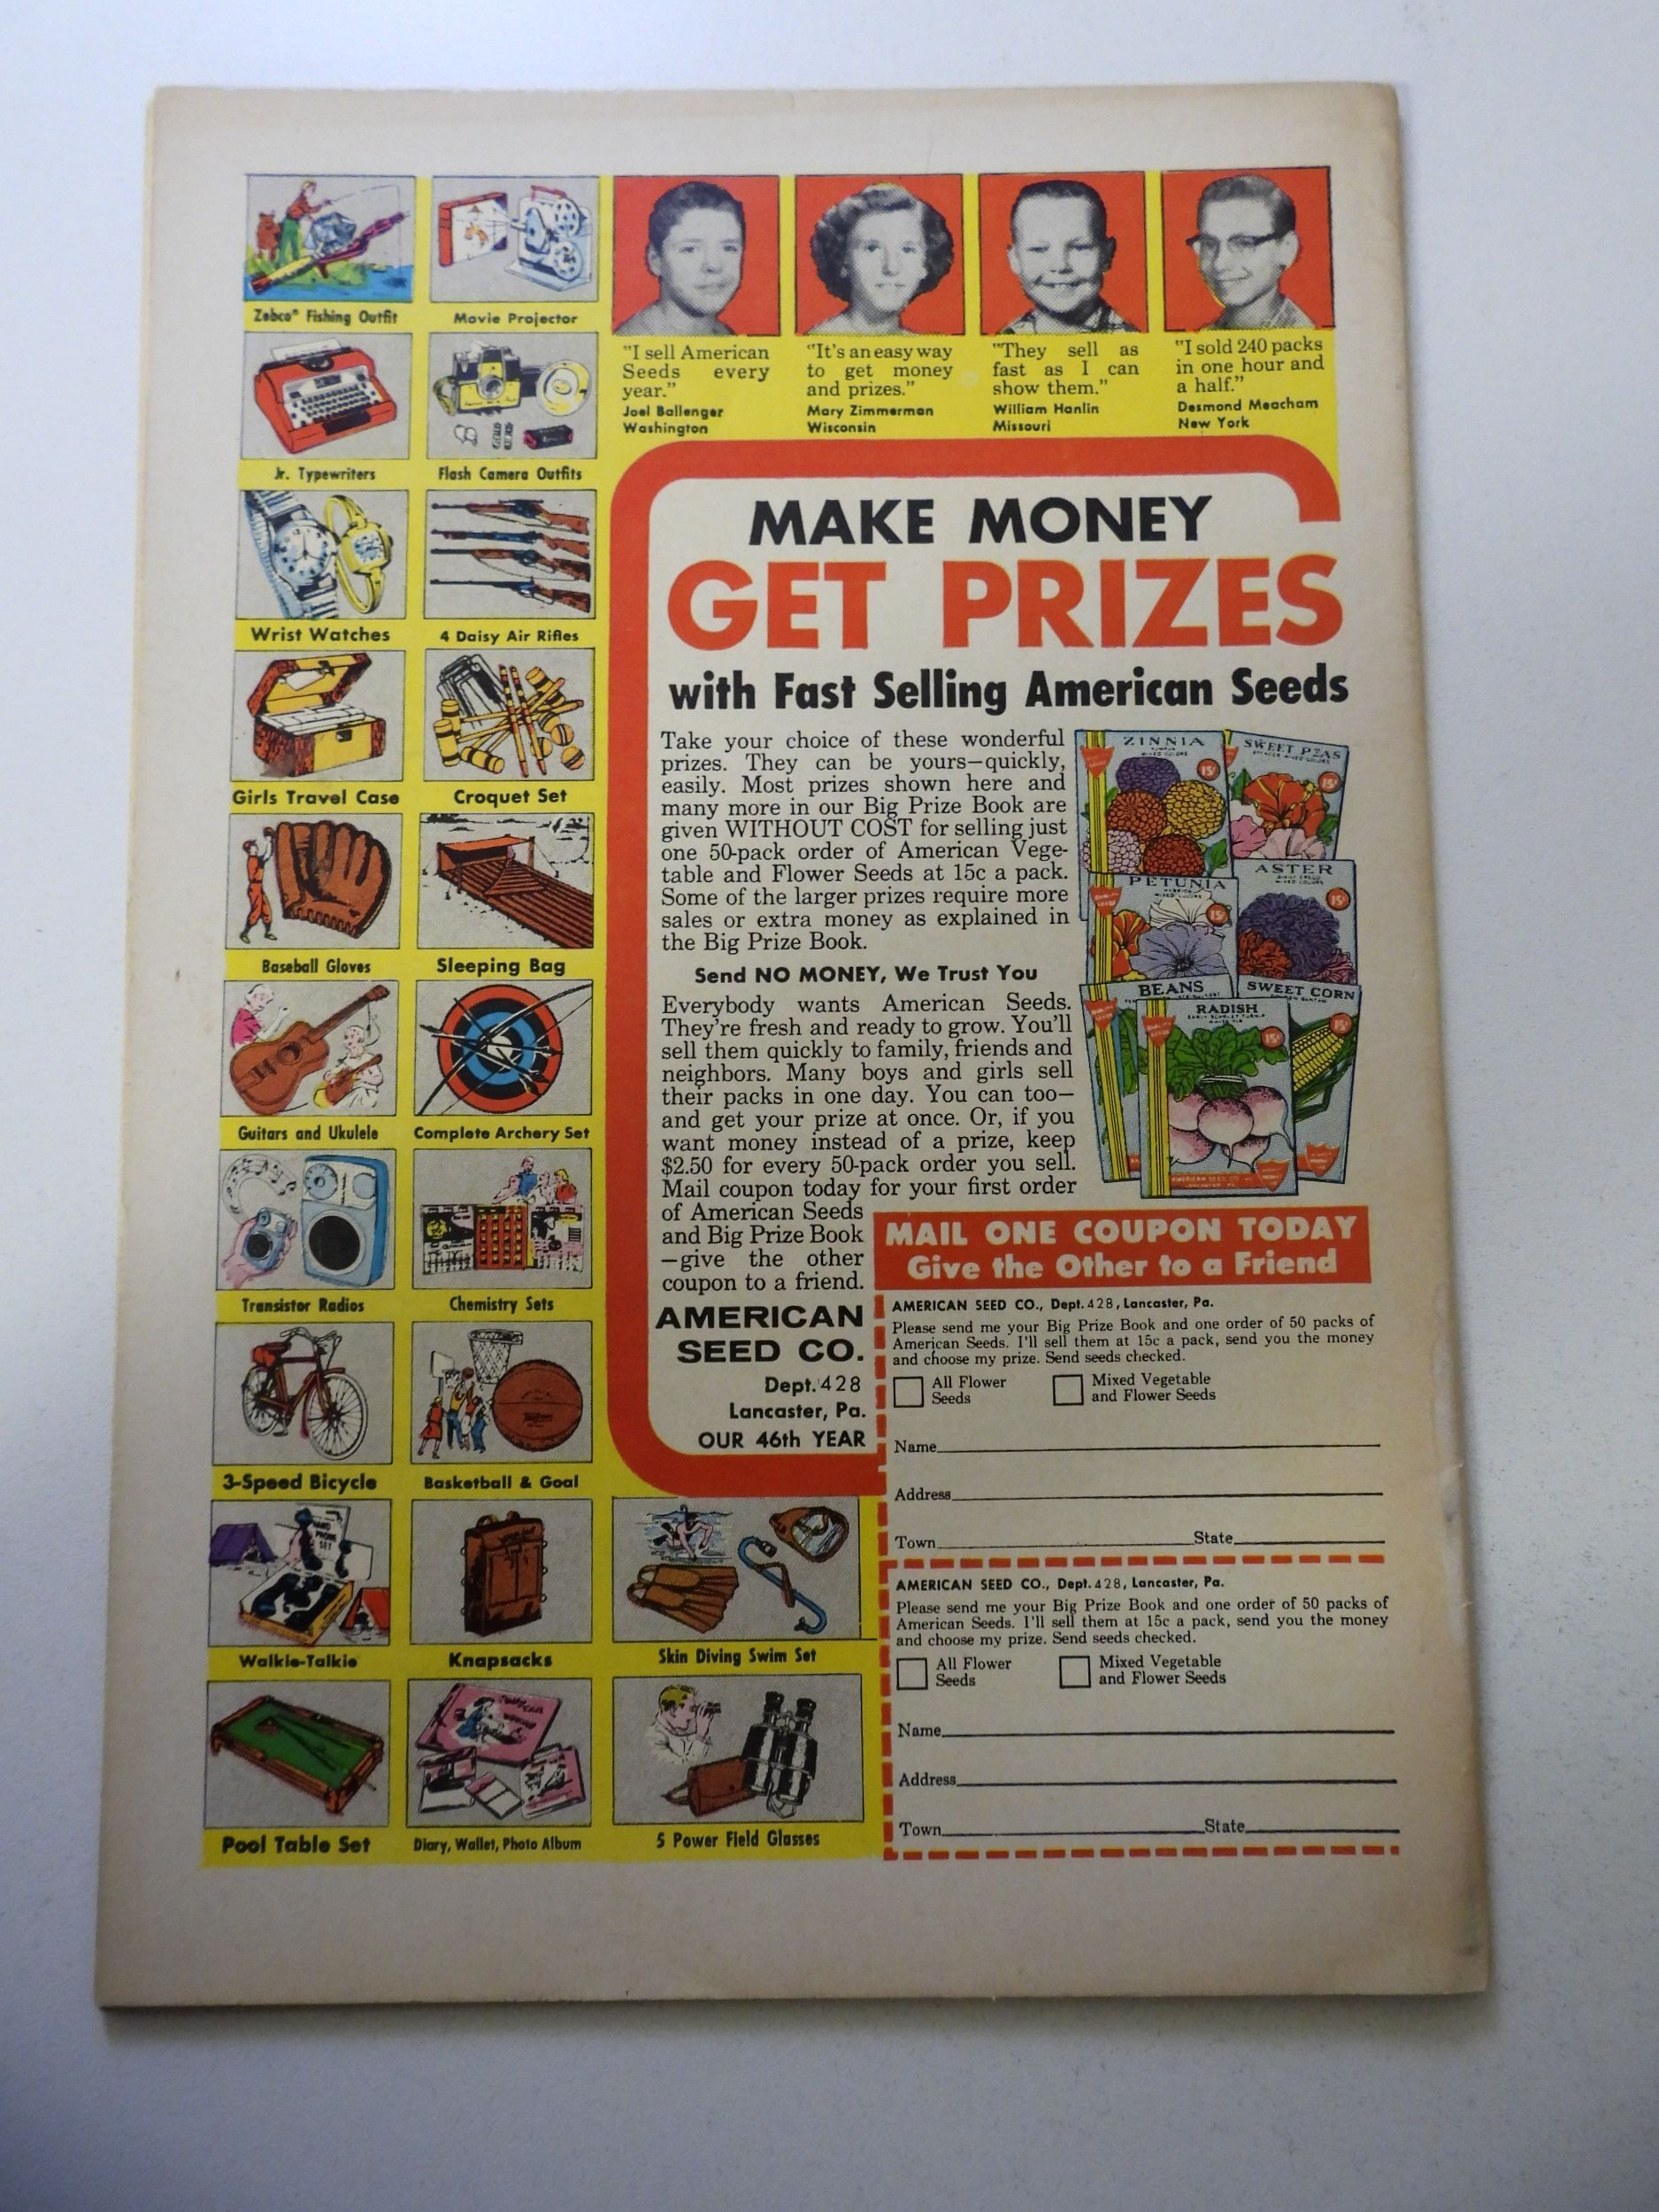 Zebco® Fishing Outfit
Movie Projector
Jr. Typewriters
Flash Camera Outfits
Wrist Watches
4 Daisy Air Rifles
Girls Travel Case
Croquet Set
Baseball Gloves
Sleeping Bag
Guitars and Ukulele
Complete Archery Set
Transistor Radios
Chemistry Sets
3-Speed Bicycle
Basketball & Goal
Walkie-Talkie
Knapsacks
Skin Diving Swim Set
Pool Table Set
Diary, Wallet, Photo Album
5 Power Field Glasses
"I sell American
Seeds every
year."
Joel Ballenger
Washington
"It's an easy way
to get money
and prizes."
Mary Zimmerman
Wisconsin
"They sell as
fast as I can
show them."
William Hanlin
Missouri
"I sold 240 packs
in one hour and
a half."
Desmond Meacham
New York
MAKE MONEY
GET PRIZES
with Fast Selling American Seeds
Take your choice of these wonderful
prizes. They can be yours—quickly,
easily. Most prizes shown here and
many more in our Big Prize Book are
given WITHOUT COST for selling just
one 50-pack order of American Vege-
table and Flower Seeds at 15c a pack.
Some of the larger prizes require more
sales or extra money as explained in
the Big Prize Book.
Send NO MONEY, We Trust You
Everybody wants American Seeds.
They're fresh and ready to grow. You'll
sell them quickly to family, friends and
neighbors. Many boys and girls sell
their packs in one day. You can too—
and get your prize at once. Or, if you
want money instead of a prize, keep
$2.50 for every 50-pack order you sell.
Mail coupon today for your first order
of American Seeds
and Big Prize Book
—give the other
coupon to a friend.
AMERICAN
SEED CO.
Dept. 428
Lancaster, Pa.
OUR 46th YEAR
ZINNIA
MIXED COLORS
15¢
SWEET PEAS
15¢
PETUNIA
15¢
ASTER
15¢
BEANS
SWEET CORN
15¢
RADISH
15¢
MAIL ONE COUPON TODAY
Give the Other to a Friend
AMERICAN SEED CO., Dept. 428, Lancaster, Pa.
Please send me your Big Prize Book and one order of 50 packs of
American Seeds. I'll sell them at 15c a pack, send you the money
and choose my prize. Send seeds checked.
All Flower
Seeds
Mixed Vegetable
and Flower Seeds
Name
Address
Town State
AMERICAN SEED CO., Dept. 428, Lancaster, Pa.
Please send me your Big Prize Book and one order of 50 packs of
American Seeds. I'll sell them at 15c a pack, send you the money
and choose my prize. Send seeds checked.
All Flower
Seeds
Mixed Vegetable
and Flower Seeds
Name
Address
Town State